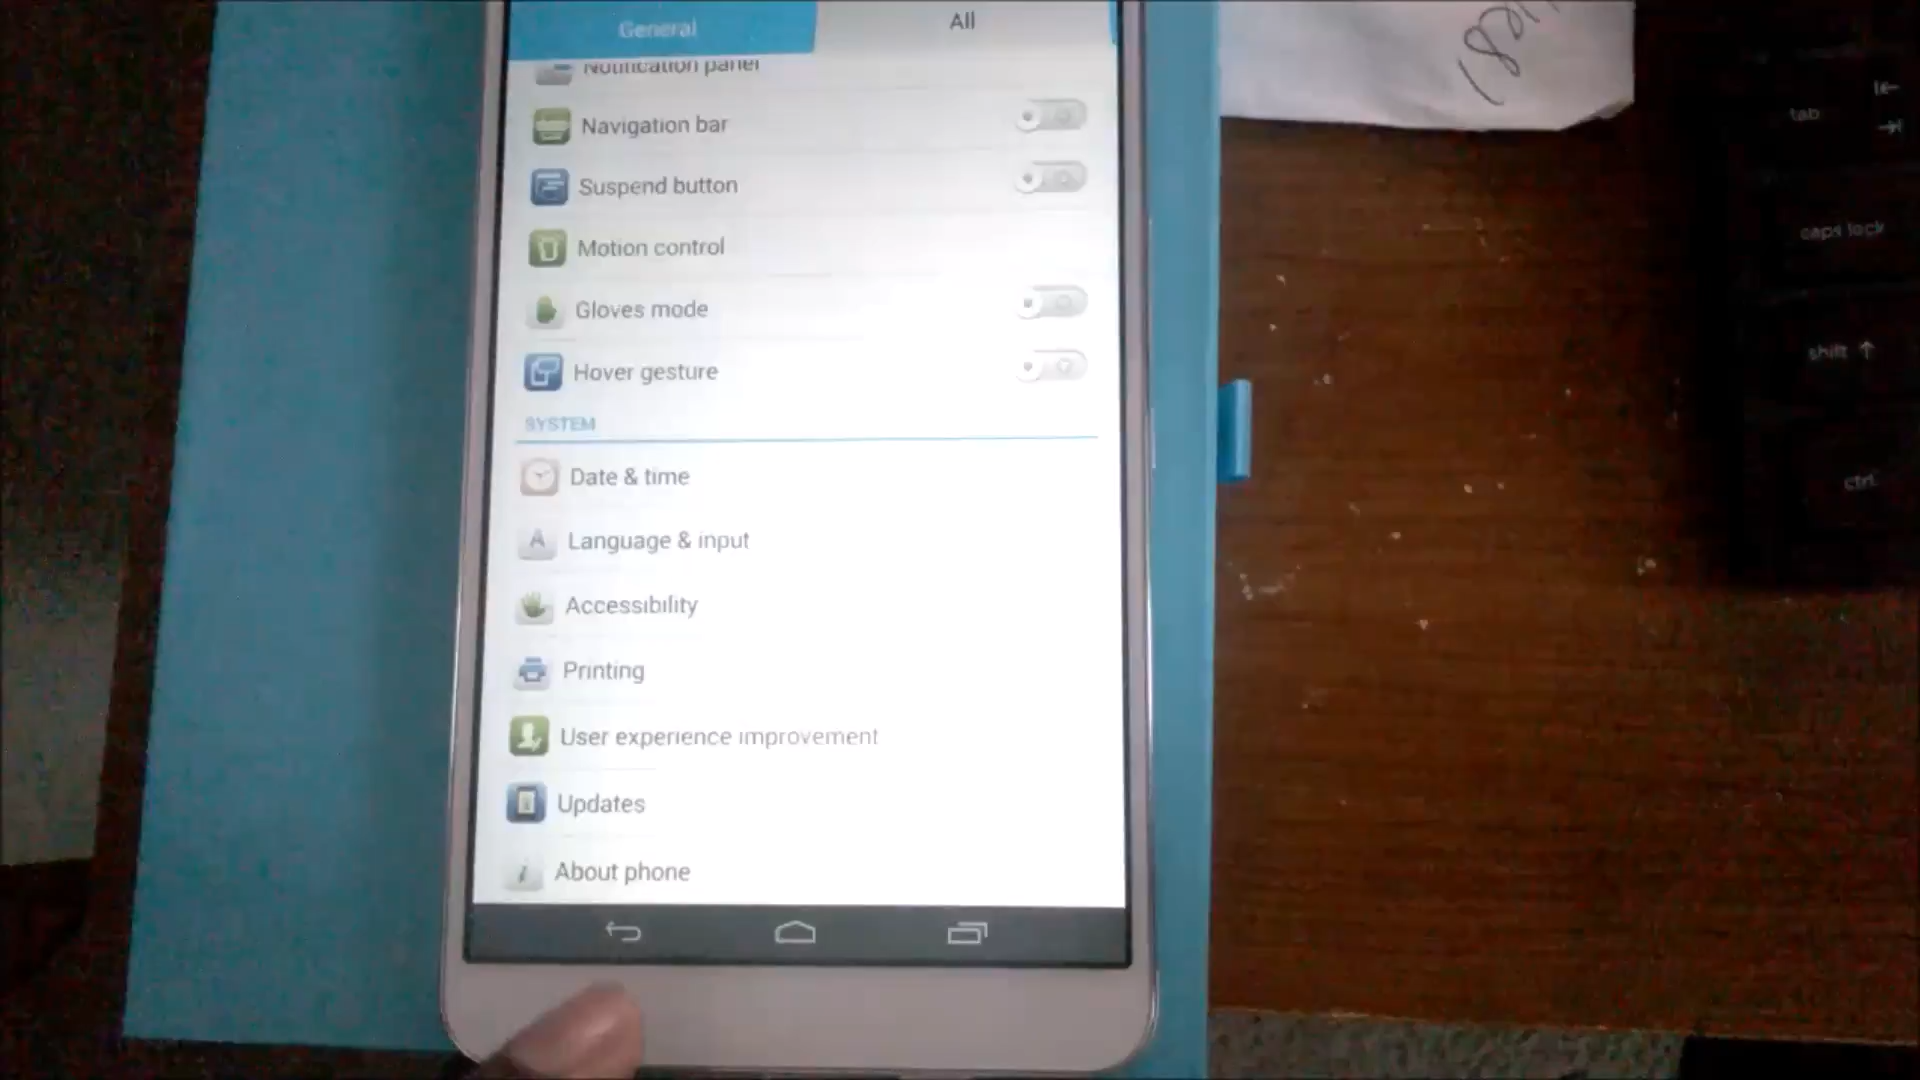 General
All
Notification panel
Navigation bar
Suspend button
Motion control
Gloves mode
Hover gesture
SYSTEM
Date & time
Language & input
Accessibility
Printing
User experience improvement
Updates
About phone
tab
caps lock
shift ↑
ctrl